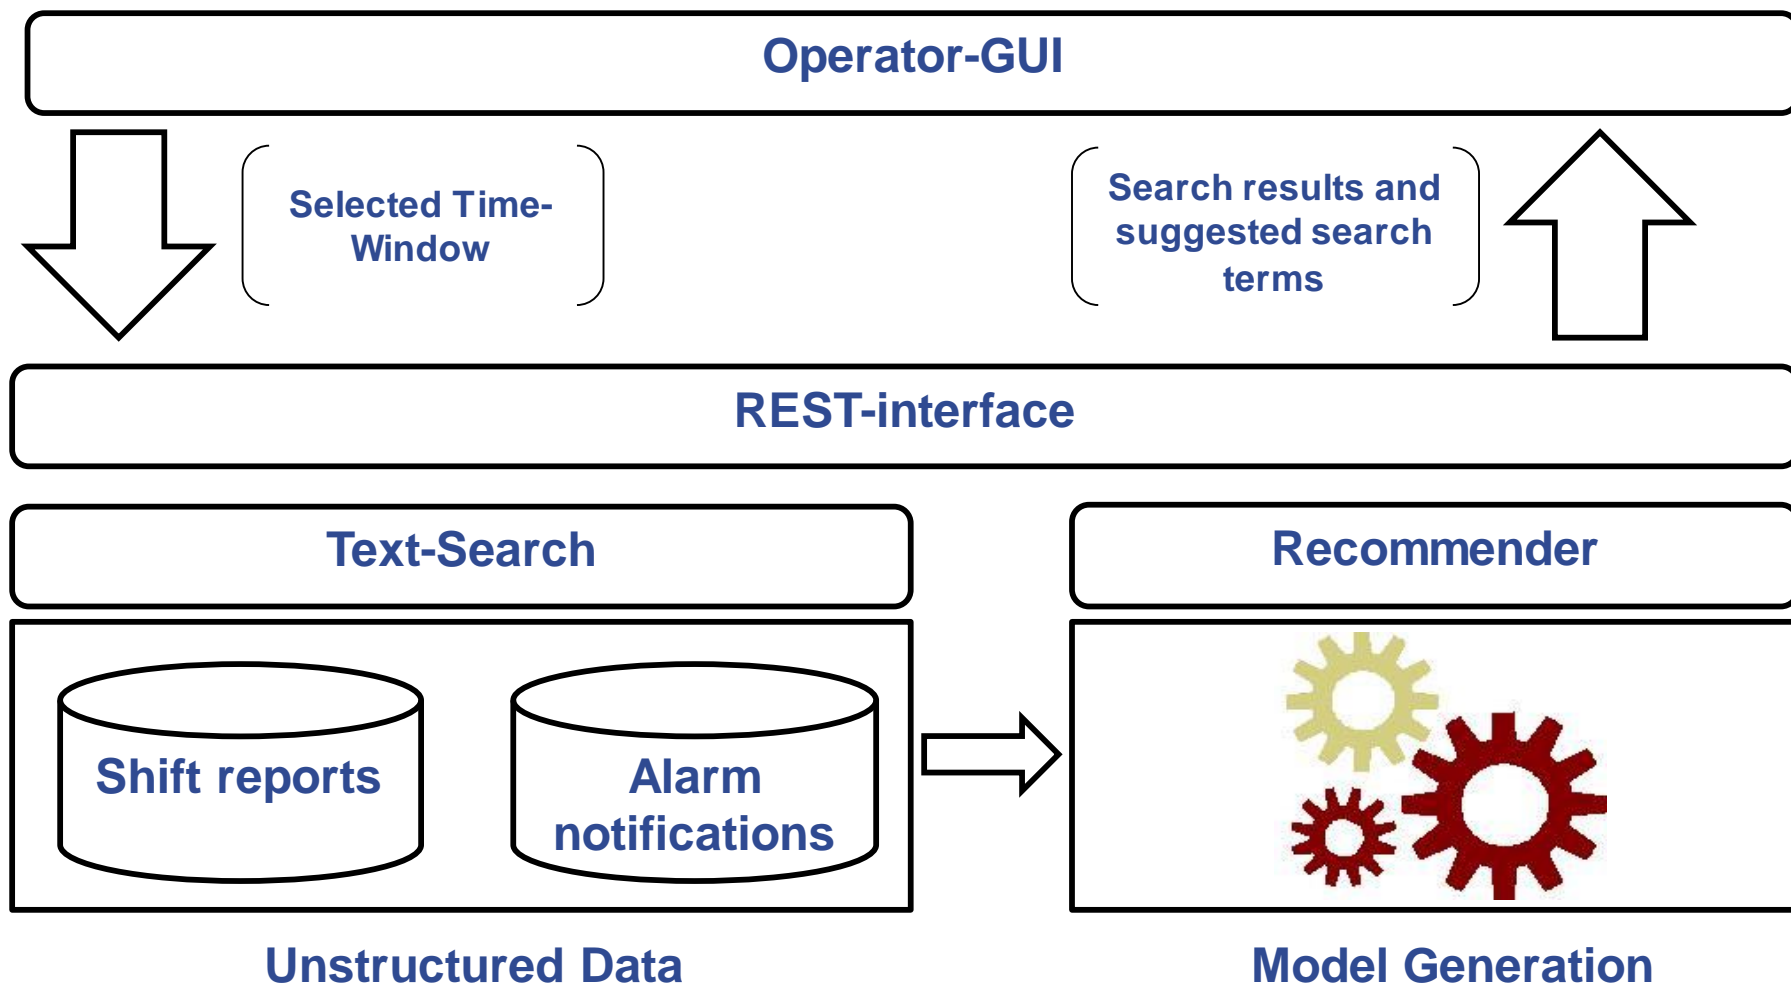 Operator-GUI
Selected Time-
Window
Search results and
suggested search
terms
REST-interface
Text-Search
Recommender
Shift reports
Alarm
notifications
Unstructured Data
Model Generation